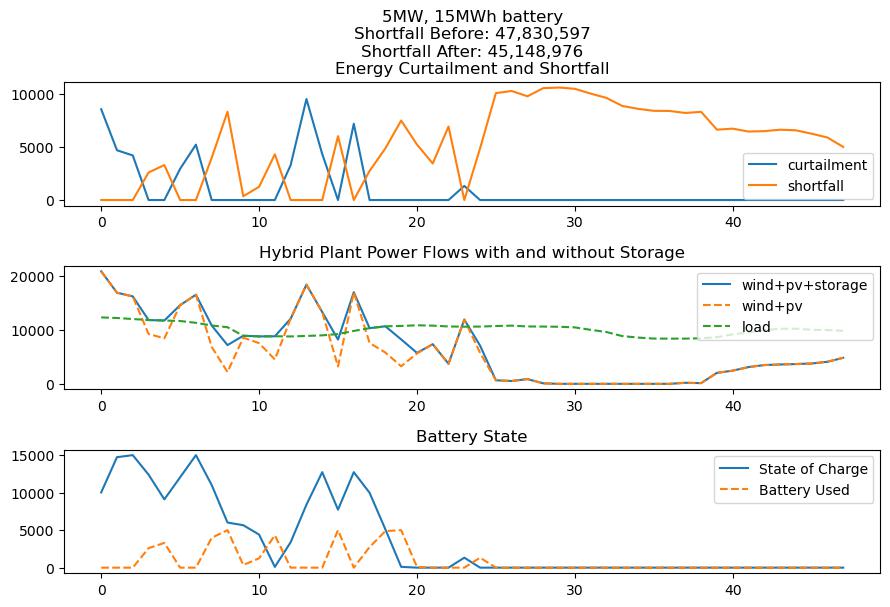 5MW, 15MWh battery
Shortfall Before: 47,830,597
Shortfall After: 45,148,976
Energy Curtailment and Shortfall
10000
5000
0
curtailment
shortfall
0 10 20 30 40
Hybrid Plant Power Flows with and without Storage
20000
10000
0
wind+pv+storage
wind+pv
load
0 10 20 30 40
Battery State
15000
10000
5000
0
State of Charge
Battery Used
0 10 20 30 40